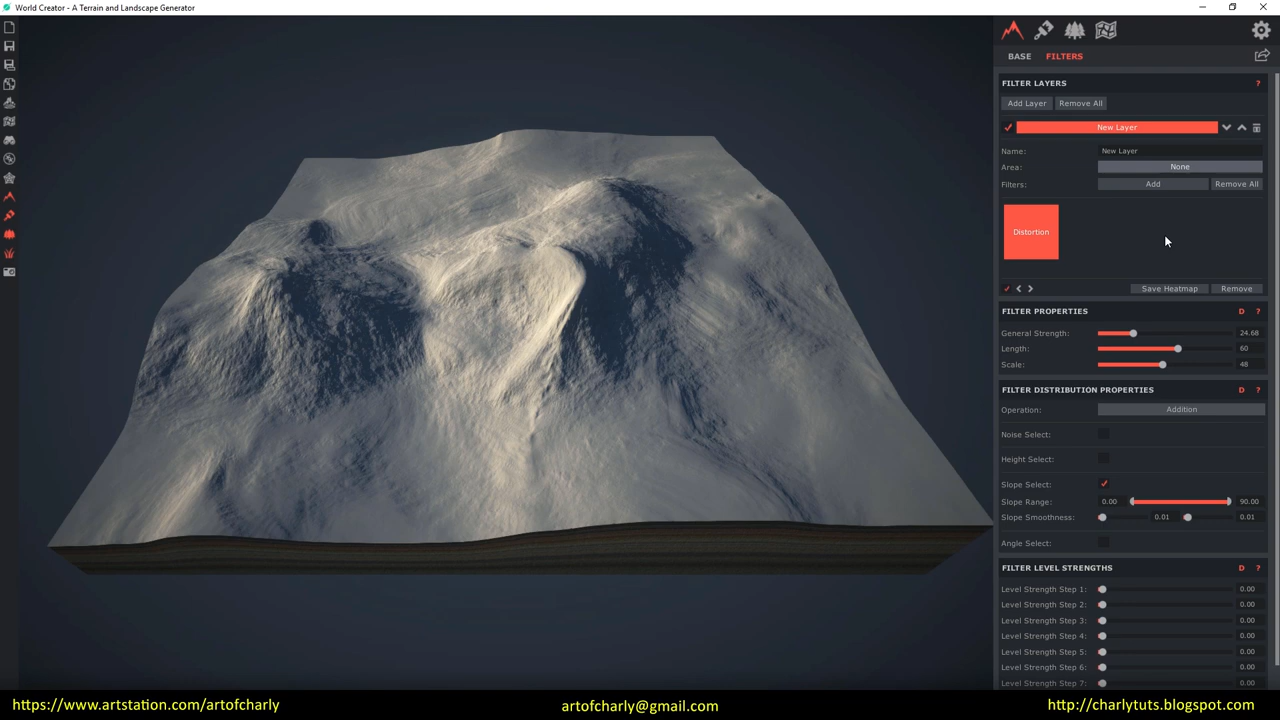 World Creator - A Terrain and Landscape Generator
BASE FILTERS
FILTER LAYERS ?
Add Layer Remove All
New Layer
Name: New Layer
Area: None
Filters: Add Remove All
Distortion
Save Heatmap Remove
FILTER PROPERTIES D ?
General Strength: 24.68
Length: 60
Scale: 48
FILTER DISTRIBUTION PROPERTIES D ?
Operation: Addition
Noise Select:
Height Select:
Slope Select:
Slope Range: 0.00 90.00
Slope Smoothness: 0.01 0.01
Angle Select:
FILTER LEVEL STRENGTHS D ?
Level Strength Step 1: 0.00
Level Strength Step 2: 0.00
Level Strength Step 3: 0.00
Level Strength Step 4: 0.00
Level Strength Step 5: 0.00
Level Strength Step 6: 0.00
Level Strength Step 7: 0.00
https://www.artstation.com/artofcharly artofcharly@gmail.com http://charlytuts.blogspot.com